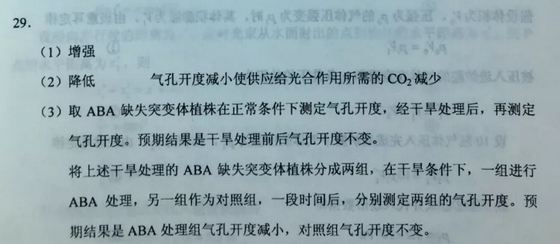 29.
（1）增强
（2）降低 气孔开度减小使供应给光合作用所需的 CO₂ 减少
（3）取 ABA 缺失突变体植株在正常条件下测定气孔开度，经干旱处理后，再测定
气孔开度。预期结果是干旱处理前后气孔开度不变。
将上述干旱处理的 ABA 缺失突变体植株分成两组，在干旱条件下，一组进行
ABA 处理，另一组作为对照组，一段时间后，分别测定两组的气孔开度。预
期结果是 ABA 处理组气孔开度减小，对照组气孔开度不变。